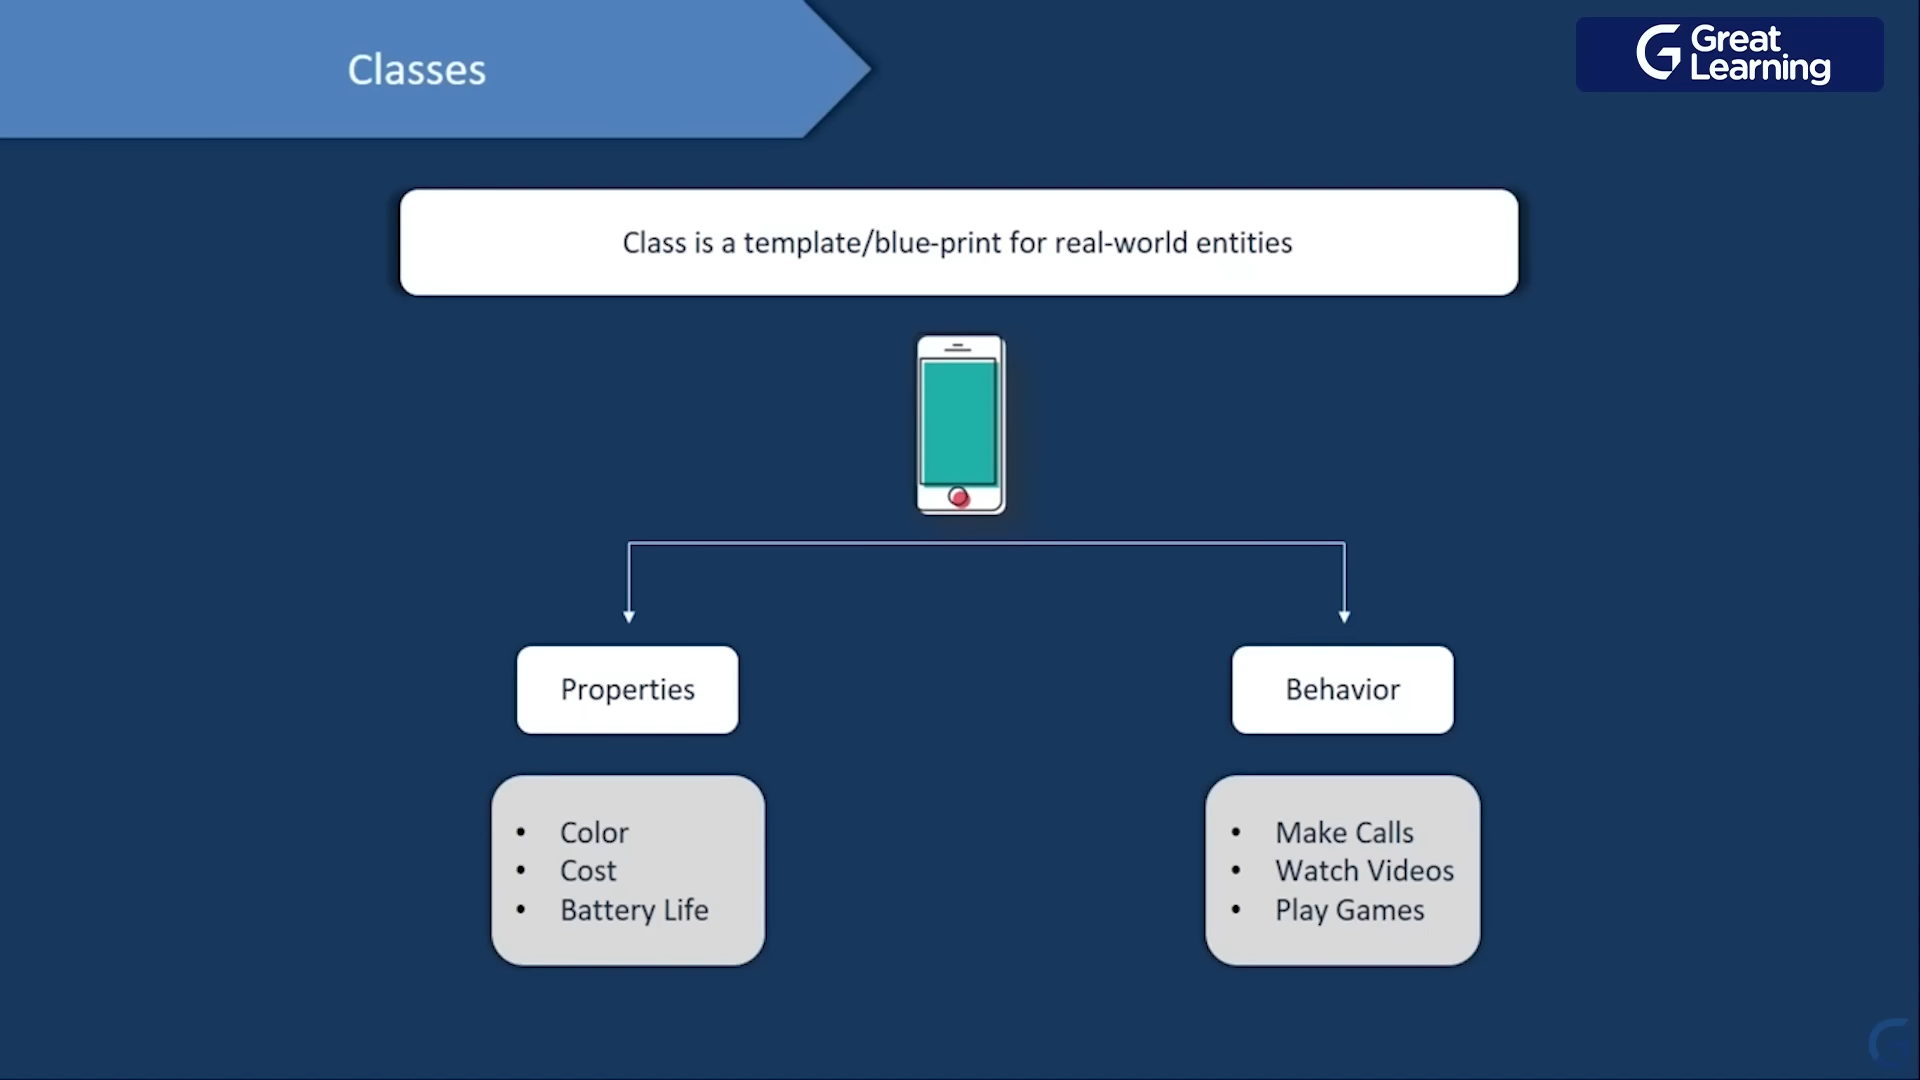 Classes
Great
Learning
Class is a template/blue-print for real-world entities
Properties
Behavior
• Color
• Cost
• Battery Life
• Make Calls
• Watch Videos
• Play Games